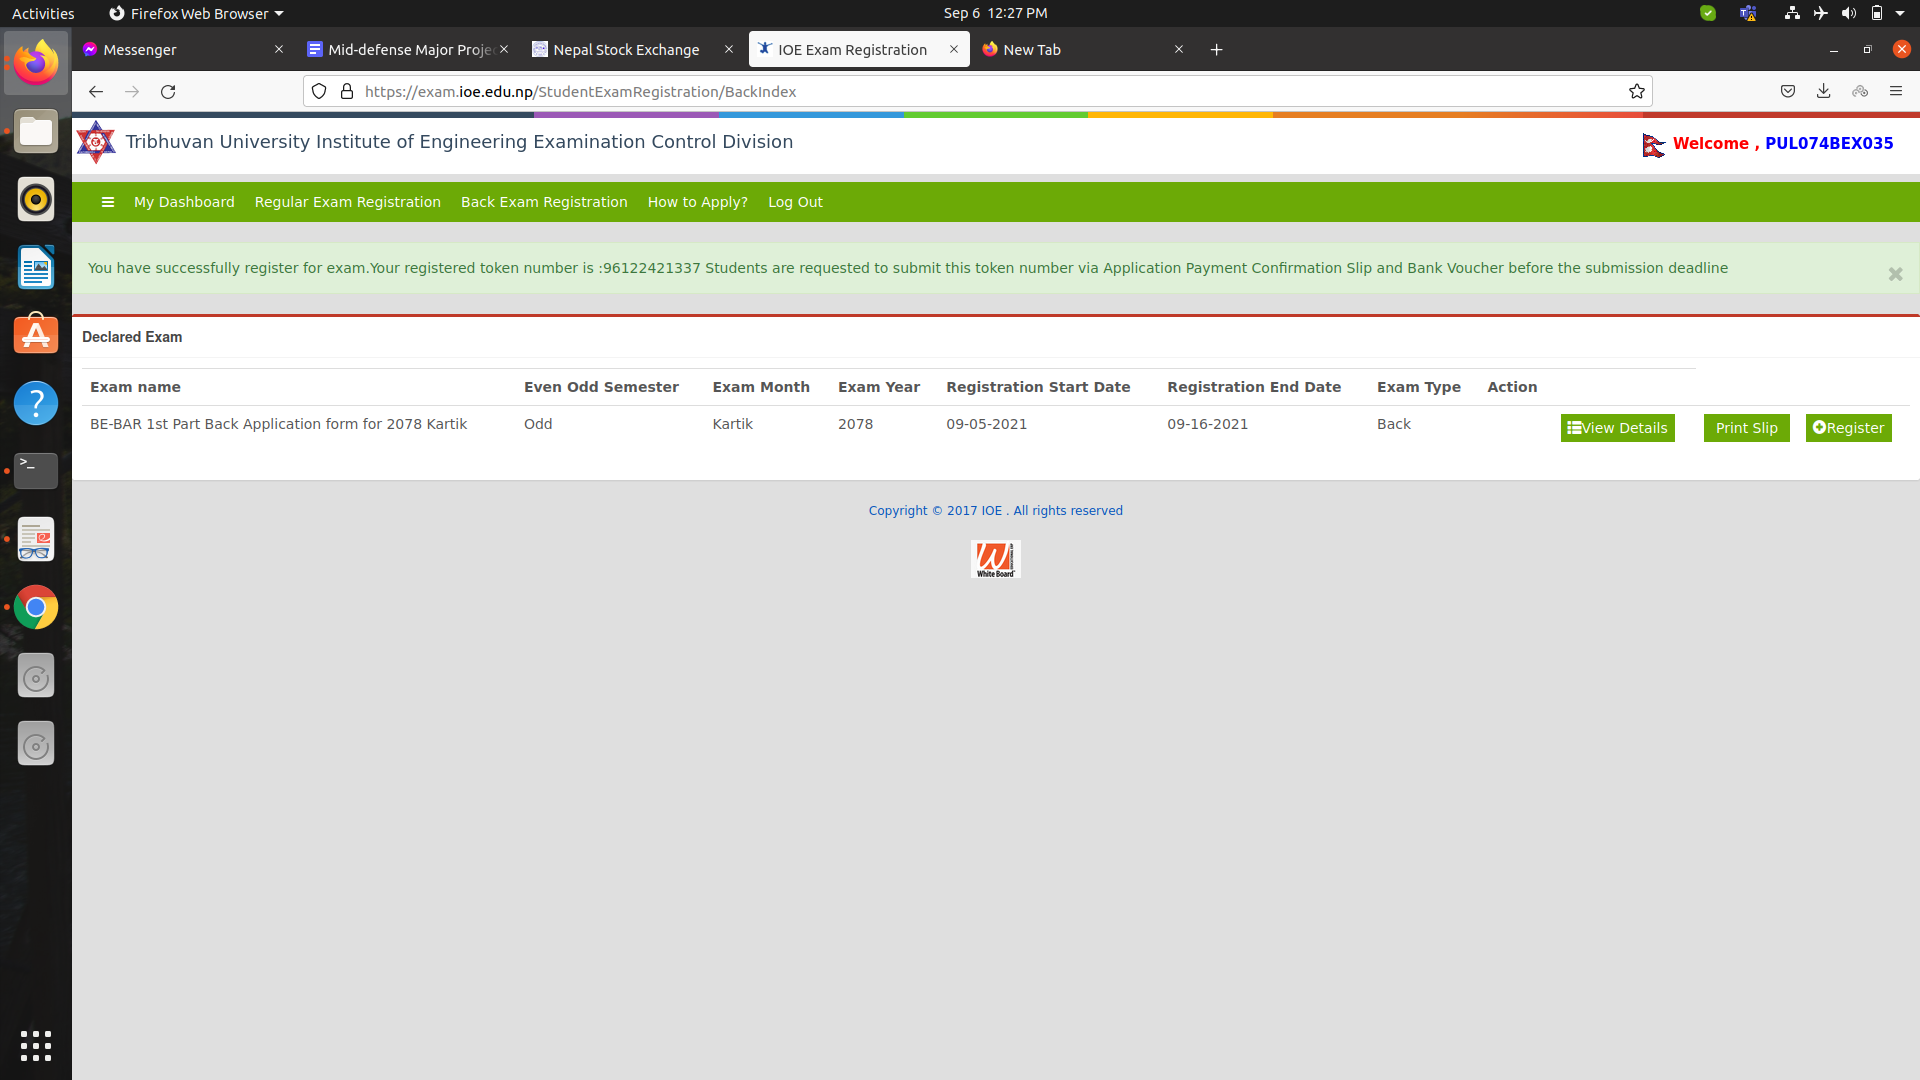 Activities Firefox Web Browser Sep 6 12:27 PM
Messenger Mid-defense Major Projec Nepal Stock Exchange IOE Exam Registration New Tab
https://exam.ioe.edu.np/StudentExamRegistration/BackIndex
Tribhuvan University Institute of Engineering Examination Control Division Welcome , PUL074BEX035
My Dashboard Regular Exam Registration Back Exam Registration How to Apply? Log Out
You have successfully register for exam.Your registered token number is :96122421337 Students are requested to submit this token number via Application Payment Confirmation Slip and Bank Voucher before the submission deadline
Declared Exam
Exam name Even Odd Semester Exam Month Exam Year Registration Start Date Registration End Date Exam Type Action
BE-BAR 1st Part Back Application form for 2078 Kartik Odd Kartik 2078 09-05-2021 09-16-2021 Back View Details Print Slip Register
Copyright © 2017 IOE . All rights reserved
White Board